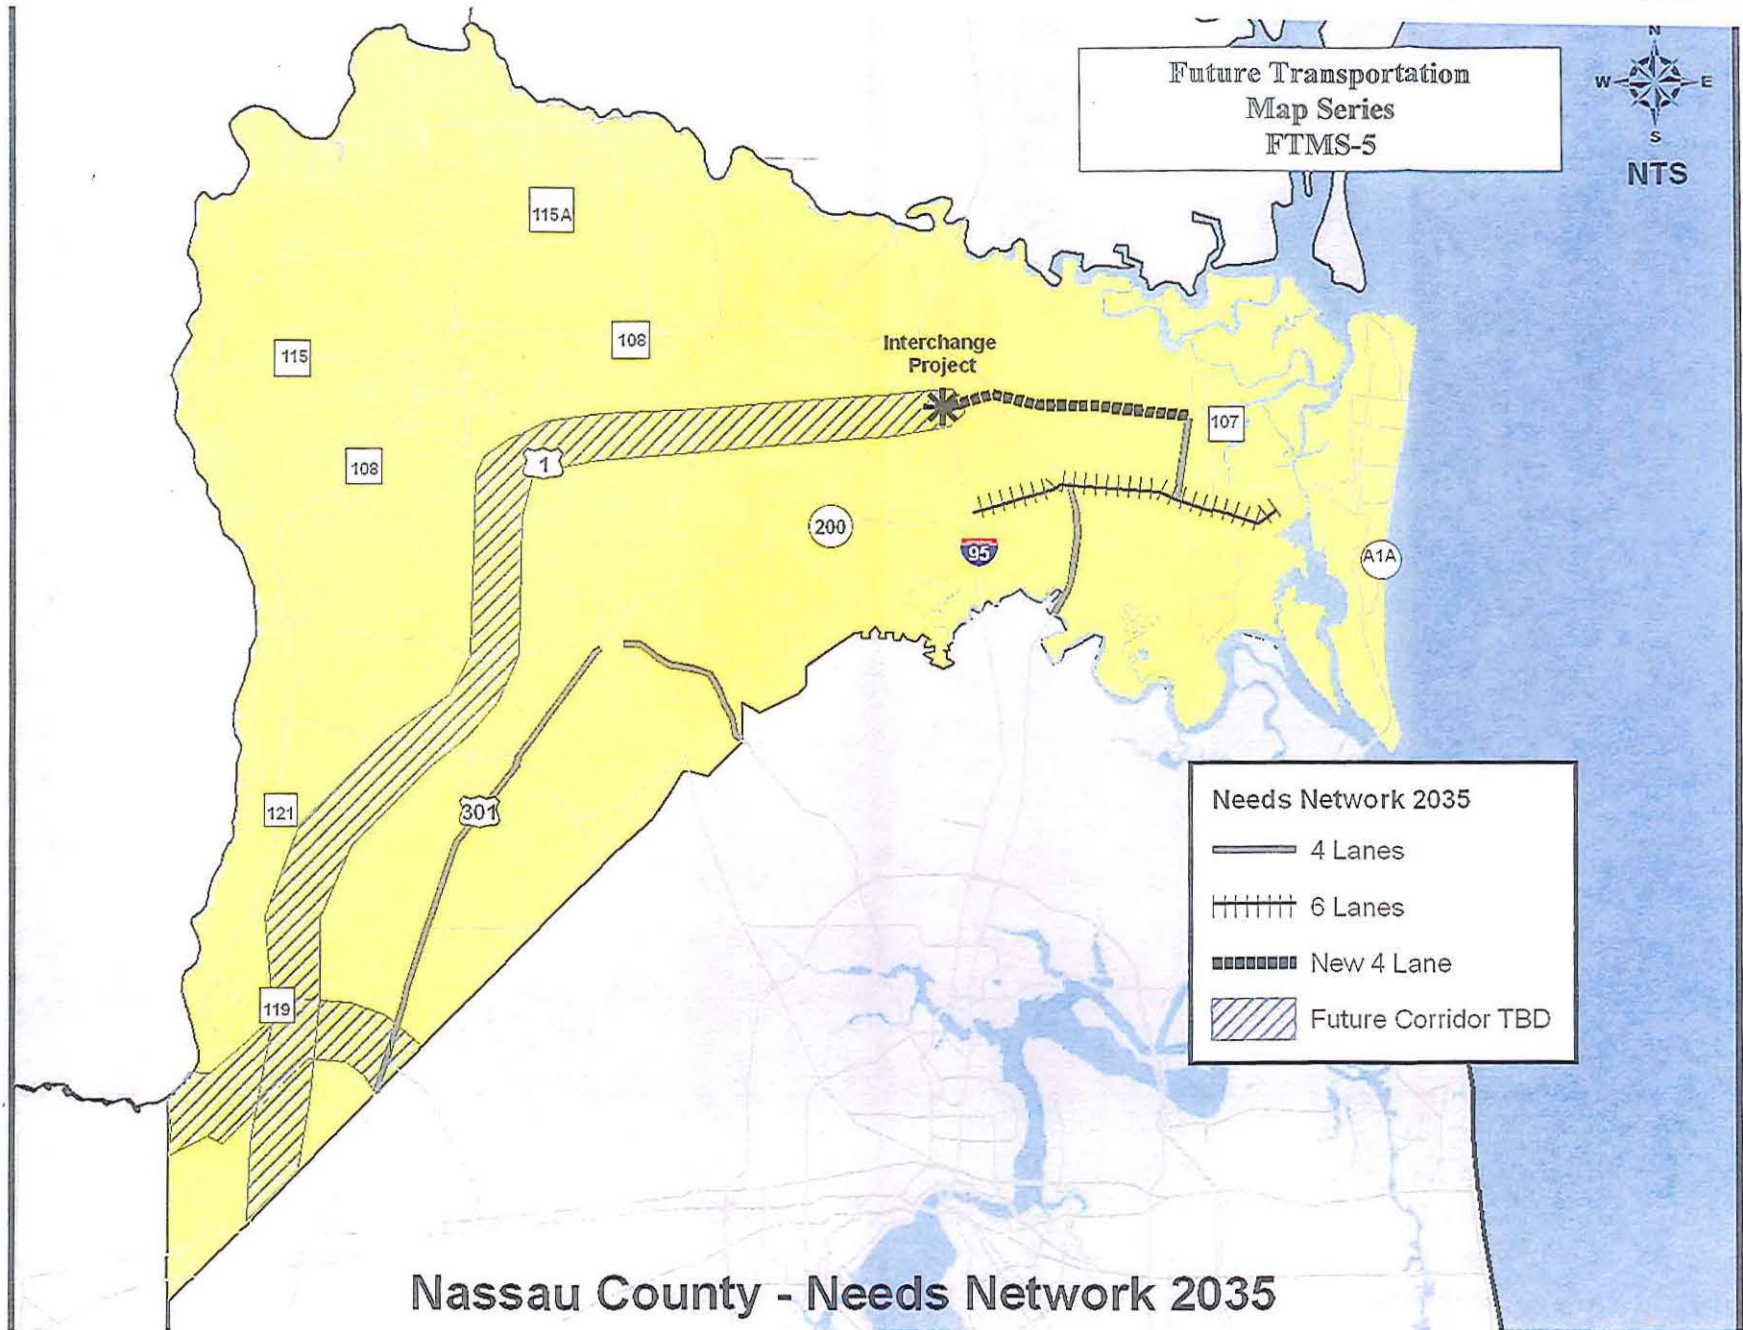 Future Transportation
Map Series
FTMS-5
N
W
E
S
NTS
115A
115
108
Interchange
Project
108
1
107
200
95
A1A
121
301
119
Needs Network 2035
4 Lanes
6 Lanes
New 4 Lane
Future Corridor TBD
Nassau County - Needs Network 2035